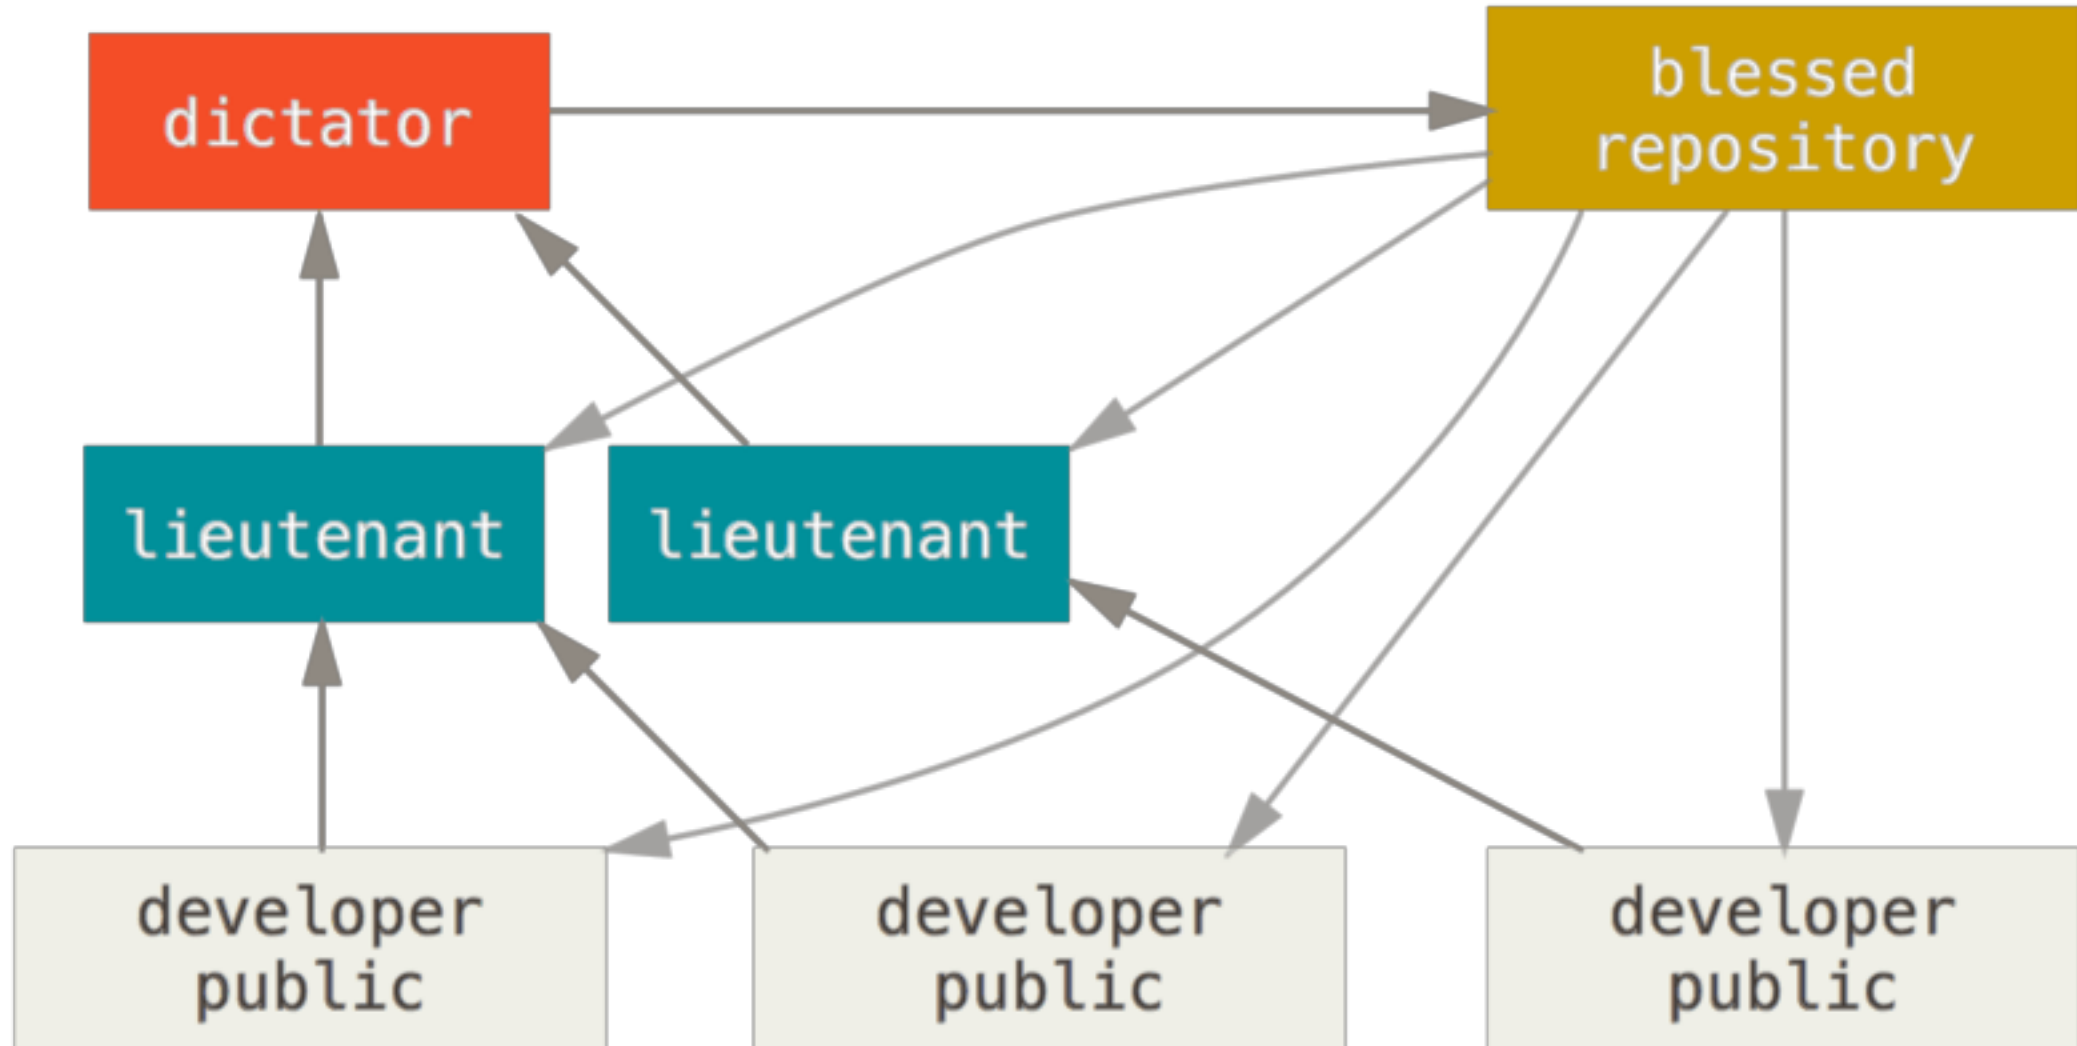 dictator
blessed
repository
lieutenant
lieutenant
developer
public
developer
public
developer
public